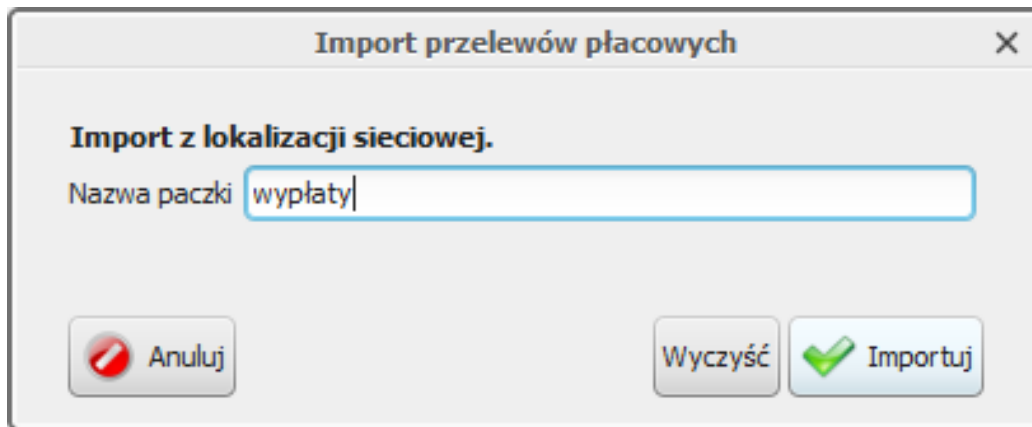 Import przelewów płacowych
Import z lokalizacji sieciowej.
Nazwa paczki wypłaty
Anuluj Wyczyść Importuj